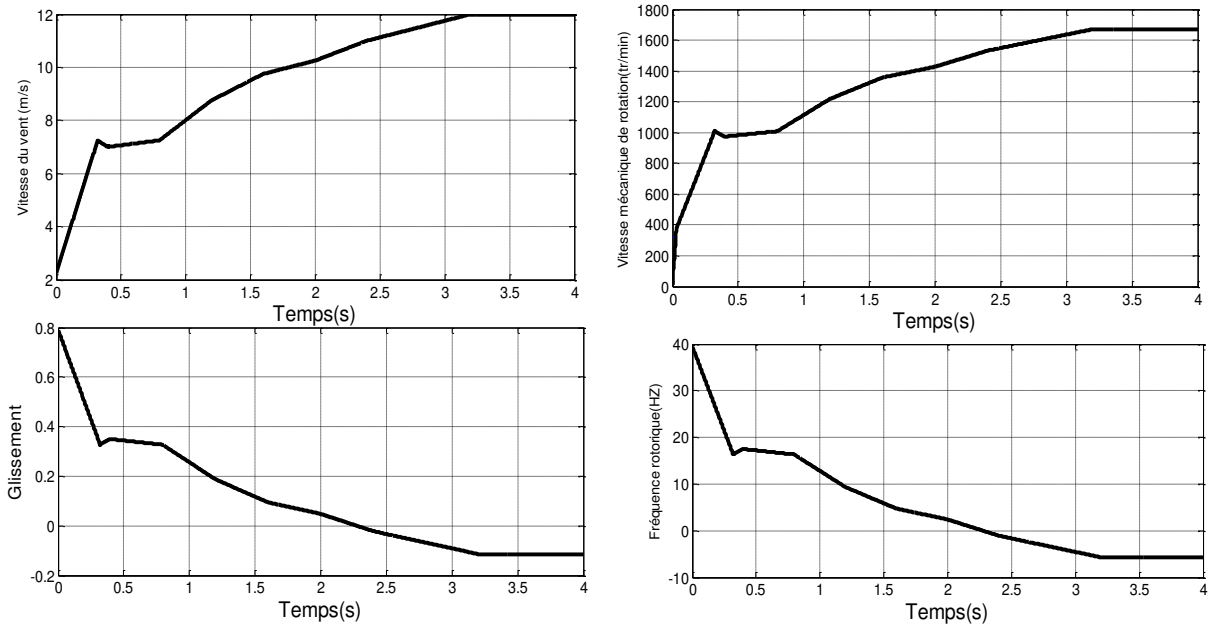 Vitesse du vent (m/s)
12
10
8
6
4
2
0 0.5 1 1.5 2 2.5 3 3.5 4
Temps(s)
Vitesse mécanique de rotation(tr/min)
1800
1600
1400
1200
1000
800
600
400
200
0
0 0.5 1 1.5 2 2.5 3 3.5 4
Temps(s)
Glissement
0.8
0.6
0.4
0.2
0
-0.2
0 0.5 1 1.5 2 2.5 3 3.5 4
Temps(s)
Fréquence rotorique(HZ)
40
30
20
10
0
-10
0 0.5 1 1.5 2 2.5 3 3.5 4
Temps(s)